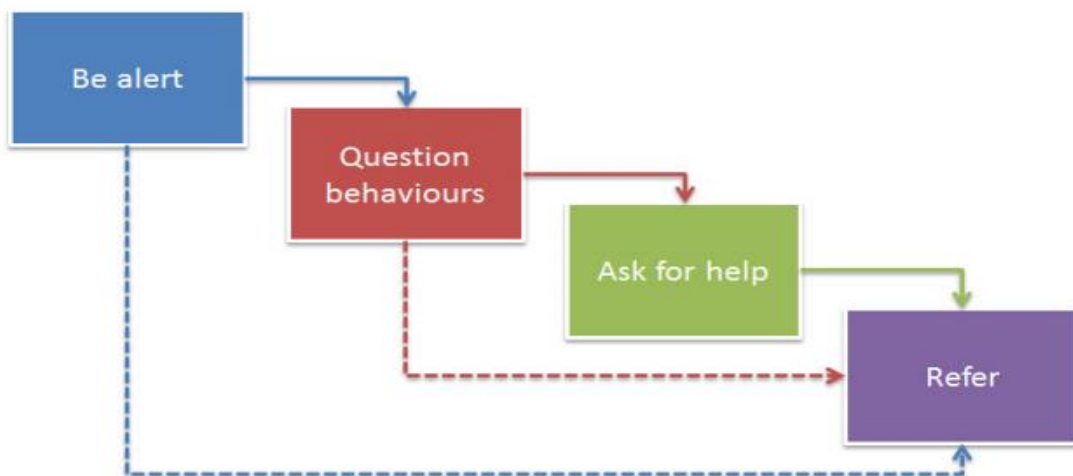 Be alert
Question
behaviours
Ask for help
Refer